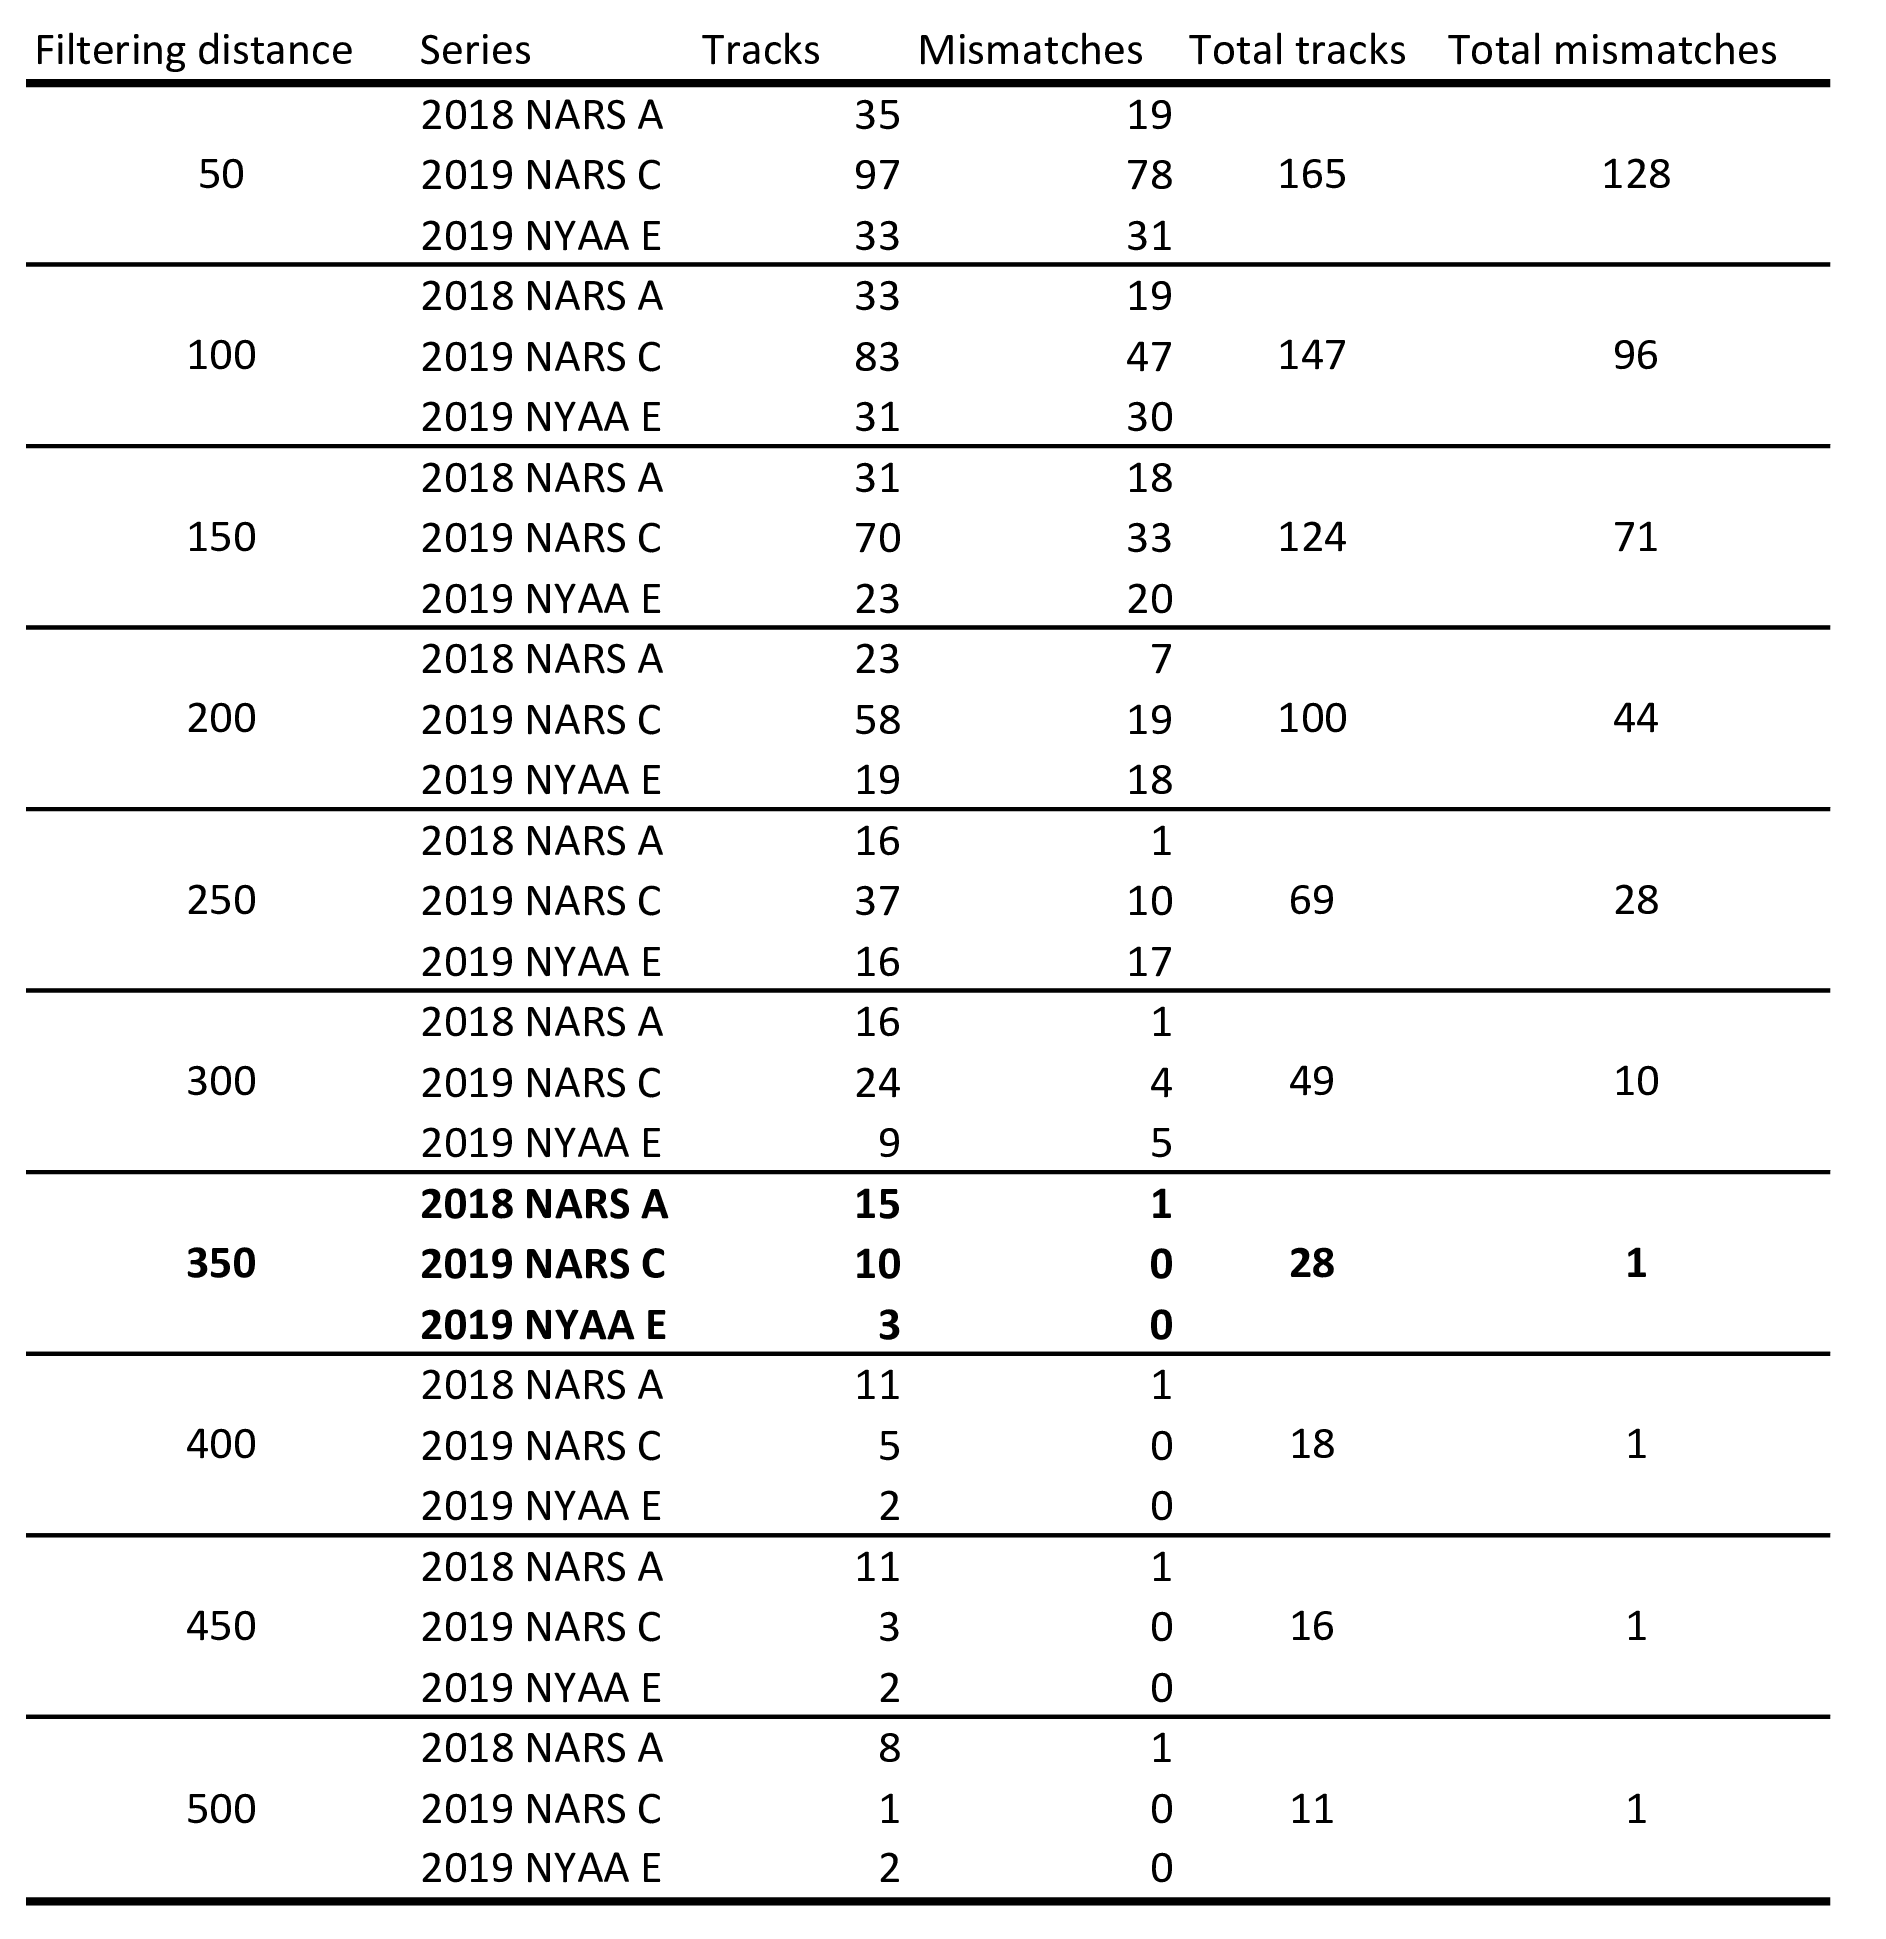 Filtering distance Series Tracks Mismatches Total tracks Total mismatches
2018 NARS A 35 19
50 2019 NARS C 97 78 165 128
2019 NYAA E 33 31
2018 NARS A 33 19
100 2019 NARS C 83 47 147 96
2019 NYAA E 31 30
2018 NARS A 31 18
150 2019 NARS C 70 33 124 71
2019 NYAA E 23 20
2018 NARS A 23 7
200 2019 NARS C 58 19 100 44
2019 NYAA E 19 18
2018 NARS A 16 1
250 2019 NARS C 37 10 69 28
2019 NYAA E 16 17
2018 NARS A 16 1
300 2019 NARS C 24 4 49 10
2019 NYAA E 9 5
2018 NARS A 15 1
350 2019 NARS C 10 0 28 1
2019 NYAA E 3 0
2018 NARS A 11 1
400 2019 NARS C 5 0 18 1
2019 NYAA E 2 0
2018 NARS A 11 1
450 2019 NARS C 3 0 16 1
2019 NYAA E 2 0
2018 NARS A 8 1
500 2019 NARS C 1 0 11 1
2019 NYAA E 2 0